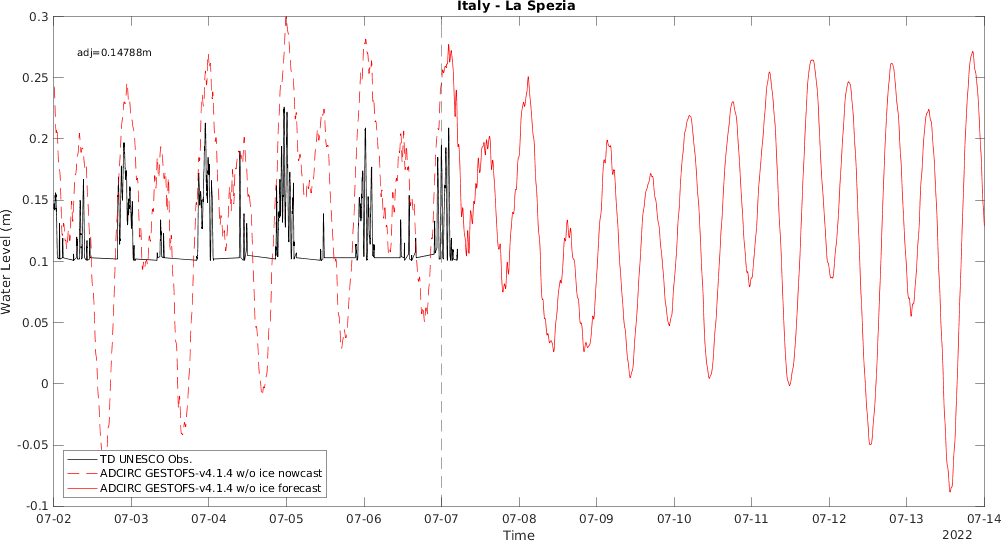 Italy - La Spezia
adj=0.14788m
0.3
0.25
0.2
0.15
0.1
0.05
0
-0.05
-0.1
Water Level (m)
TD UNESCO Obs.
ADCIRC GESTOFS-v4.1.4 w/o ice nowcast
ADCIRC GESTOFS-v4.1.4 w/o ice forecast
07-02 07-03 07-04 07-05 07-06 07-07 07-08 07-09 07-10 07-11 07-12 07-13 07-14
Time
2022